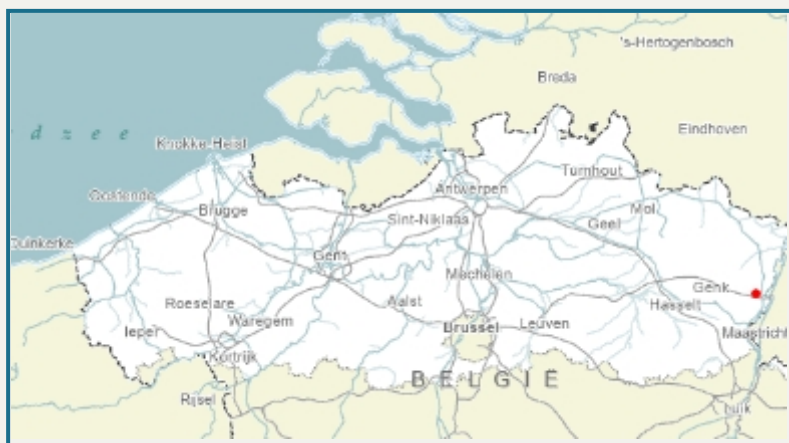 's-Hertogenbosch
Breda
Eindhoven
dzee
Knokke-Heist
Turnhout
Antwerpen
Oostende
Brugge
Mol
Sint-Niklaas
Geel
Duinkerke
Gent
Mechelen
Genk
Roeselare
Aalst
Hasselt
Waregem
Brussel
Leuven
Ieper
Maastricht
Kortrijk
BELGIË
Rijsel
Luik